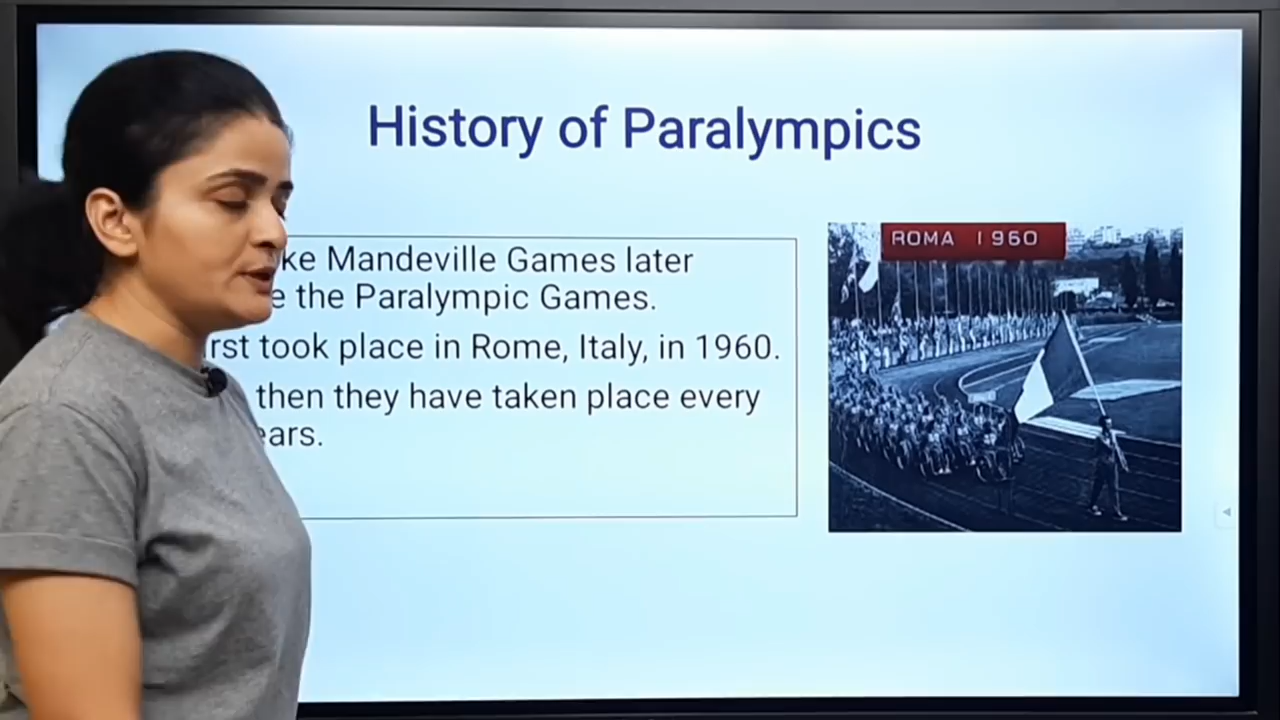 History of Paralympics
ke Mandeville Games later
e the Paralympic Games.
rst took place in Rome, Italy, in 1960.
then they have taken place every
ears.
ROMA 1960